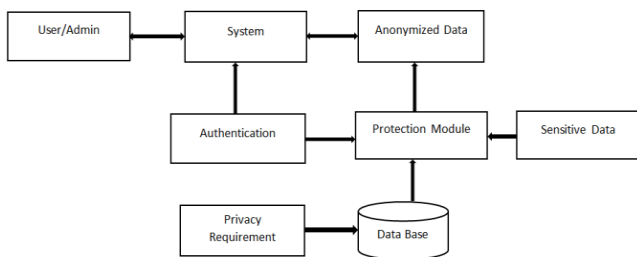 User/Admin
System
Anonymized Data
Authentication
Protection Module
Sensitive Data
Privacy
Requirement
Data Base